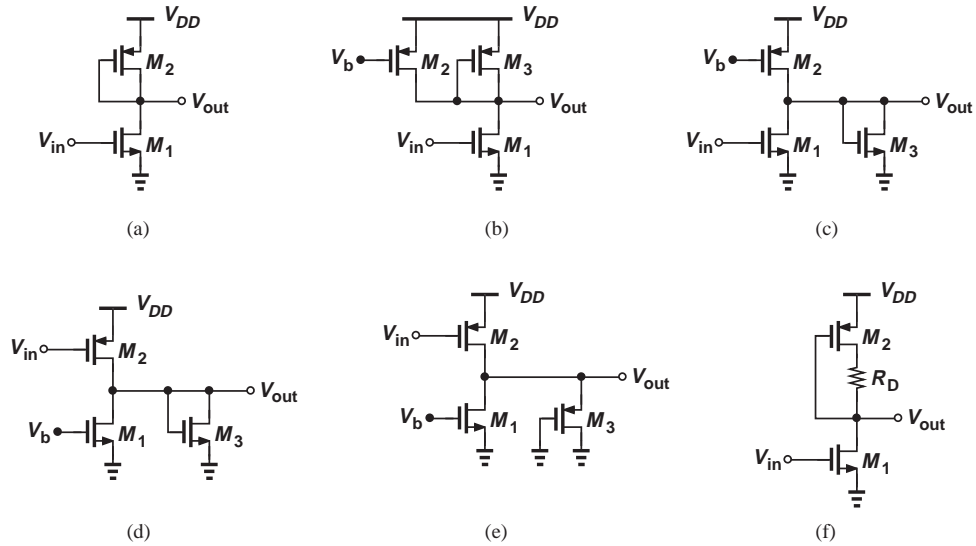 V_DD
M_2
V_out
V_in
M_1
(a)
V_DD
V_b
M_2
M_3
V_out
V_in
M_1
(b)
V_DD
V_b
M_2
V_out
V_in
M_1
M_3
(c)
V_DD
V_in
M_2
V_out
V_b
M_1
M_3
(d)
V_DD
V_in
M_2
V_out
V_b
M_1
M_3
(e)
V_DD
M_2
R_D
V_out
V_in
M_1
(f)